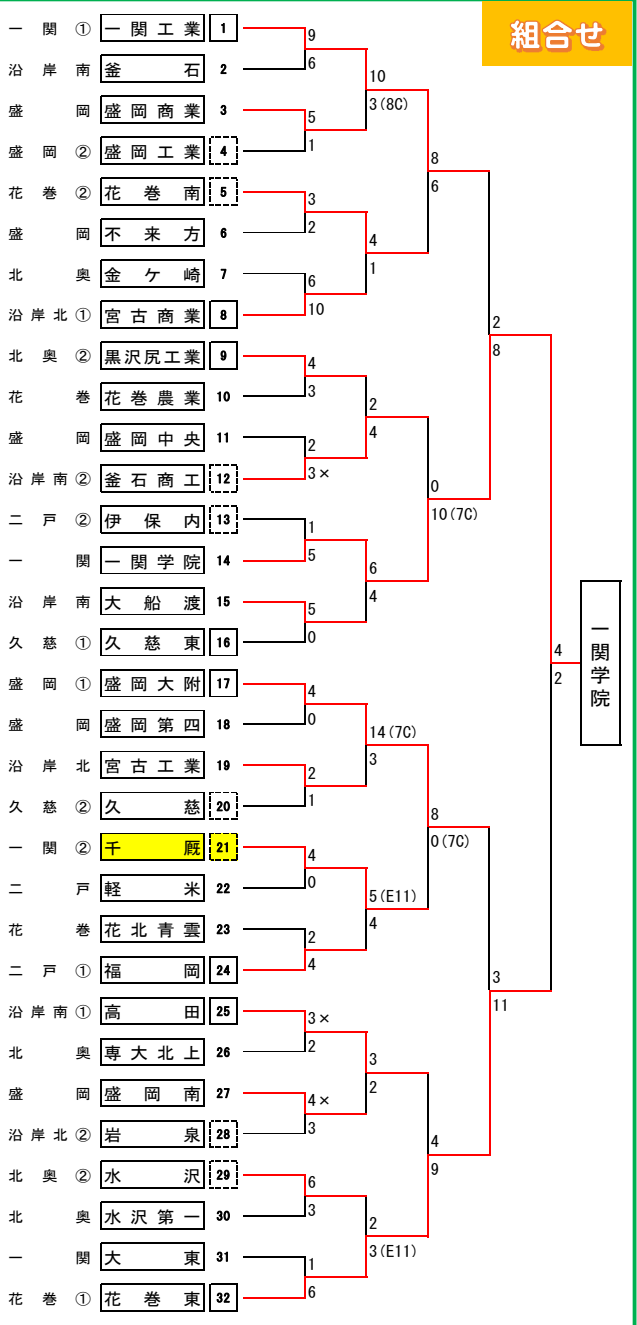 組合せ
一関① 一関工業 1
9
沿岸南 釜石 2
6
10
3(8C)
盛岡 盛岡商業 3
5
盛岡② 盛岡工業 4
1
8
6
花巻② 花巻南 5
3
盛岡 不来方 6
2
4
1
北奥 金ケ崎 7
6
沿岸北① 宮古商業 8
10
2
8
北奥② 黒沢尻工業 9
4
花巻 花巻農業 10
3
2
4
盛岡 盛岡中央 11
2
沿岸南② 釜石商工 12
3×
0
10(7C)
二戸② 伊保内 13
1
一関 一関学院 14
5
6
4
沿岸南 大船渡 15
5
久慈① 久慈東 16
0
4
2
一関学院
盛岡① 盛岡大附 17
4
盛岡 盛岡第四 18
0
14(7C)
3
沿岸北 宮古工業 19
2
久慈② 久慈 20
1
8
0(7C)
一関② 千厩 21
4
二戸 軽米 22
0
5(E11)
4
花巻 花北青雲 23
2
二戸① 福岡 24
4
3
11
沿岸南① 高田 25
3×
北奥 専大北上 26
2
3
2
盛岡 盛岡南 27
4×
沿岸北② 岩泉 28
3
4
9
北奥② 水沢 29
6
北奥 水沢第一 30
3
2
3(E11)
一関 大東 31
1
花巻① 花巻東 32
6